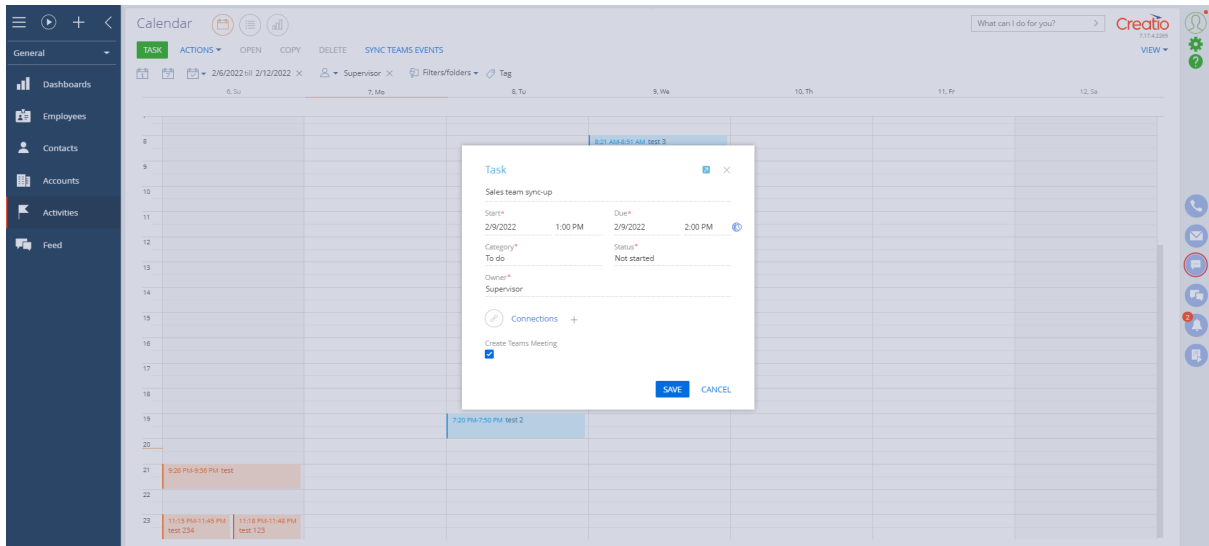 Calendar
What can I do for you?
Creatio
7.17.4.2265
General
TASK ACTIONS OPEN COPY DELETE SYNC TEAMS EVENTS VIEW
2/6/2022 till 2/12/2022 Supervisor Filters/folders Tag
6, Su 7, Mo 8, Tu 9, We 10, Th 11, Fr 12, Sa
Dashboards
Employees
Contacts
Accounts
Activities
Feed
8
8:21 AM-8:51 AM test 3
9
10
11
12
13
14
15
16
17
18
19
7:20 PM-7:50 PM test 2
20
21
9:26 PM-9:56 PM test
22
23
11:15 PM-11:45 PM
test 234
11:18 PM-11:48 PM
test 123
Task
Sales team sync-up
Start* Due*
2/9/2022 1:00 PM 2/9/2022 2:00 PM
Category* Status*
To do Not started
Owner*
Supervisor
Connections +
Create Teams Meeting
SAVE CANCEL
2